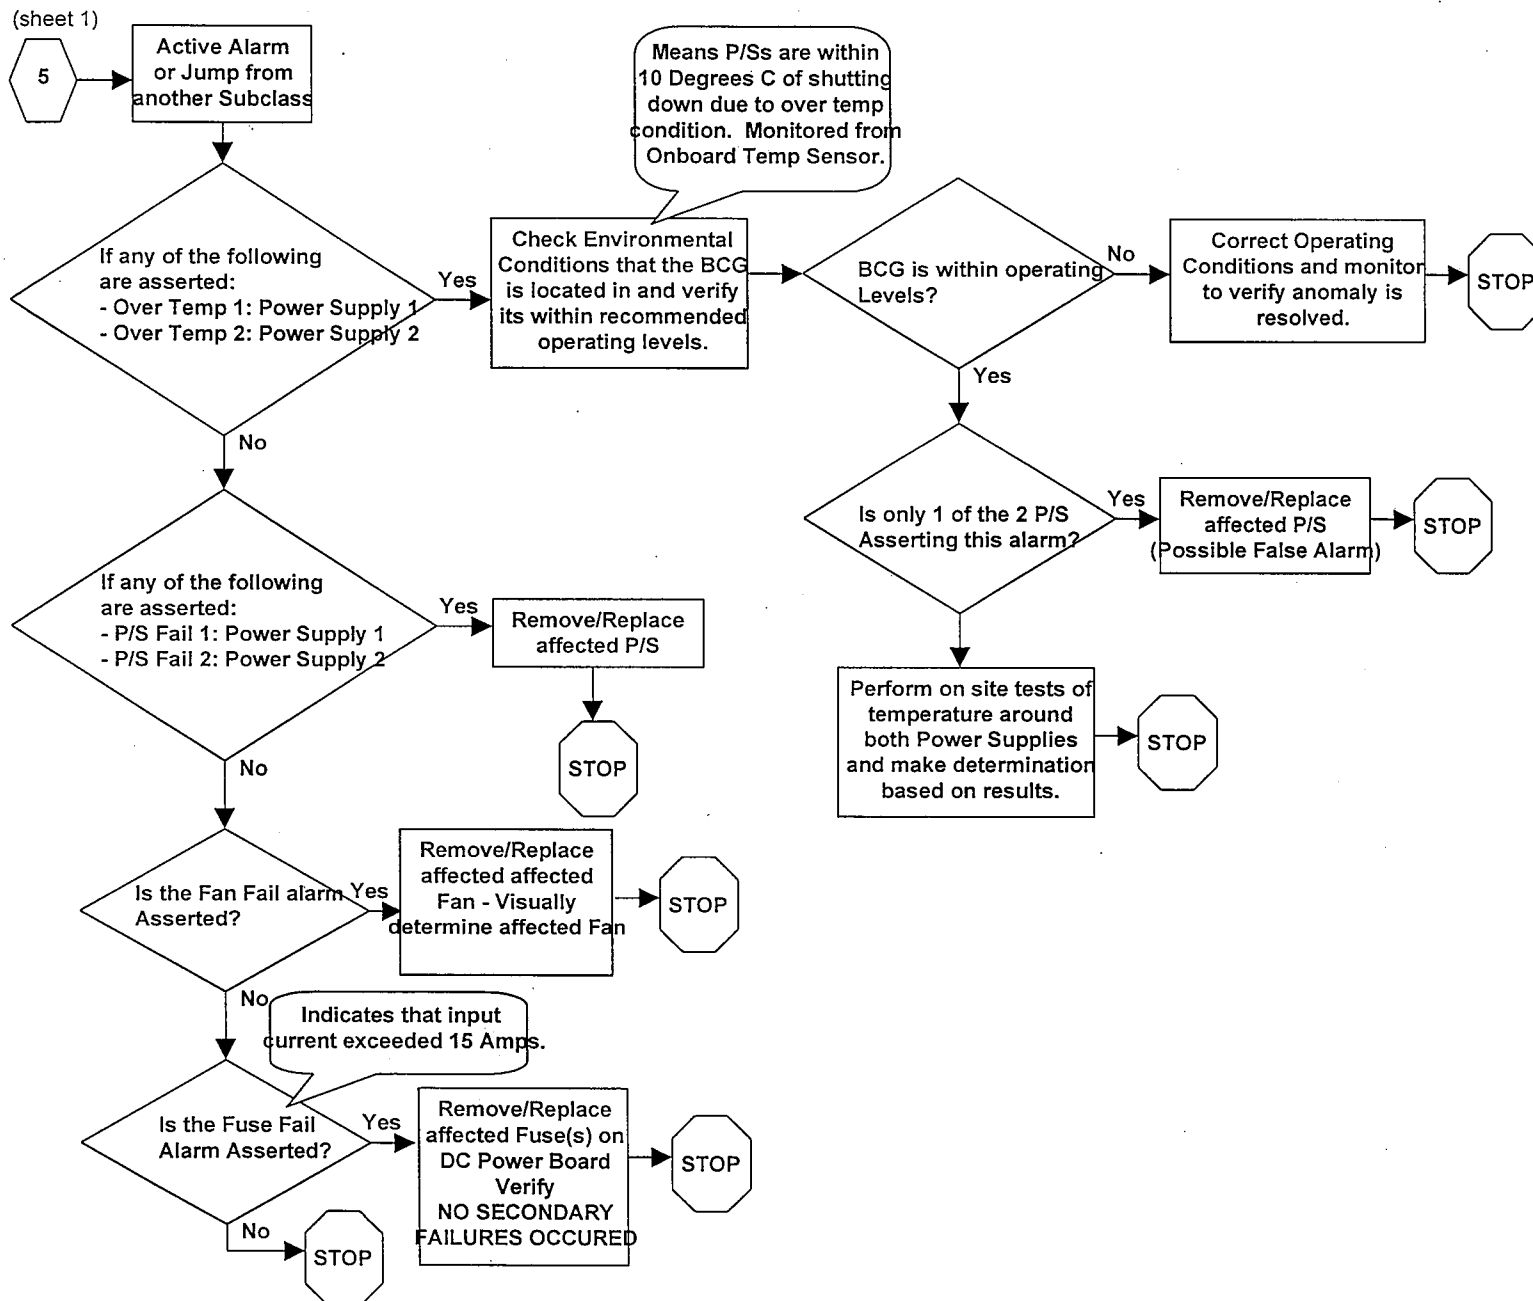 (sheet 1)
5
Active Alarm
or Jump from
another Subclass
Means P/Ss are within
10 Degrees C of shutting
down due to over temp
condition. Monitored from
Onboard Temp Sensor.
If any of the following
are asserted:
- Over Temp 1: Power Supply 1
- Over Temp 2: Power Supply 2
Yes
Check Environmental
Conditions that the BCG
is located in and verify
its within recommended
operating levels.
BCG is within operating
Levels?
No
Correct Operating
Conditions and monitor
to verify anomaly is
resolved.
STOP
Yes
No
Is only 1 of the 2 P/S
Asserting this alarm?
Yes
Remove/Replace
affected P/S
(Possible False Alarm)
STOP
If any of the following
are asserted:
- P/S Fail 1: Power Supply 1
- P/S Fail 2: Power Supply 2
Yes
Remove/Replace
affected P/S
STOP
Perform on site tests of
temperature around
both Power Supplies
and make determination
based on results.
STOP
No
Is the Fan Fail alarm
Asserted?
Yes
Remove/Replace
affected affected
Fan - Visually
determine affected Fan
STOP
No
Indicates that input
current exceeded 15 Amps.
Is the Fuse Fail
Alarm Asserted?
Yes
Remove/Replace
affected Fuse(s) on
DC Power Board
Verify
NO SECONDARY
FAILURES OCCURED
STOP
No
STOP